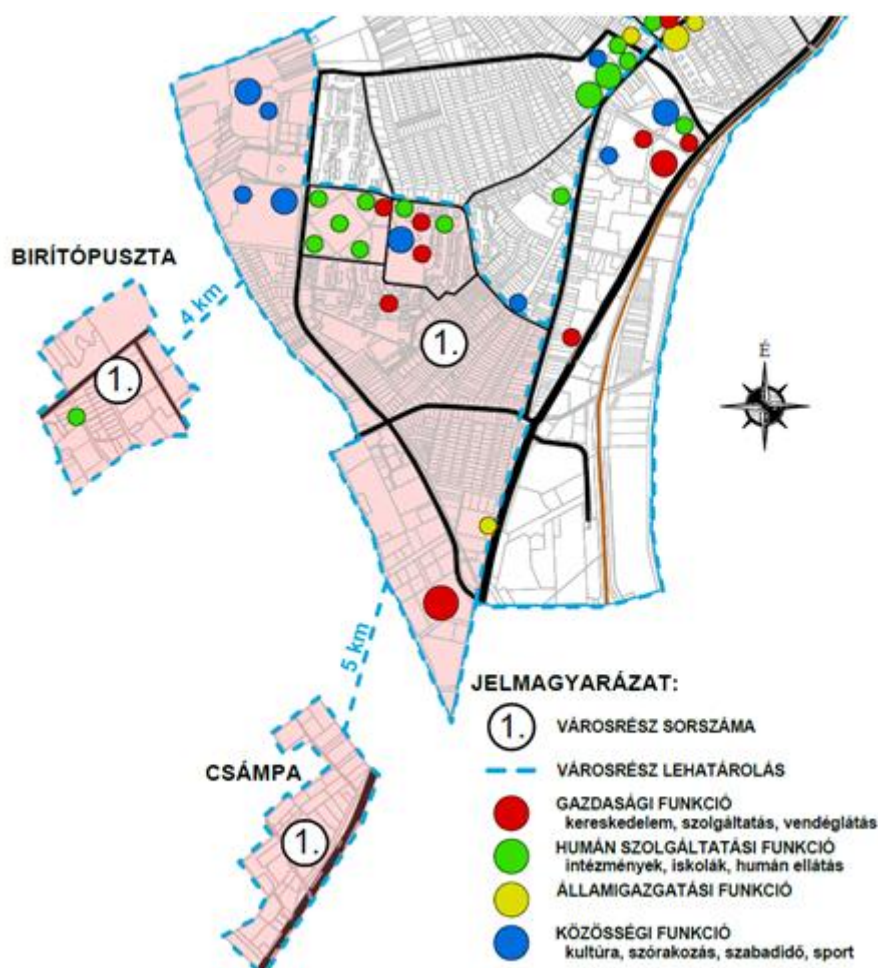 BIRÍTÓPUSZTA
4 km
1.
1.
É
5 km
CSÁMPA
1.
JELMAGYARÁZAT:
1. VÁROSRÉSZ SORSZÁMA
VÁROSRÉSZ LEHATÁROLÁS
GAZDASÁGI FUNKCIÓ
kereskedelem, szolgáltatás, vendéglátás
HUMÁN SZOLGÁLTATÁSI FUNKCIÓ
intézmények, iskolák, humán ellátás
ÁLLAMIGAZGATÁSI FUNKCIÓ
KÖZÖSSÉGI FUNKCIÓ
kultúra, szórakozás, szabadidő, sport